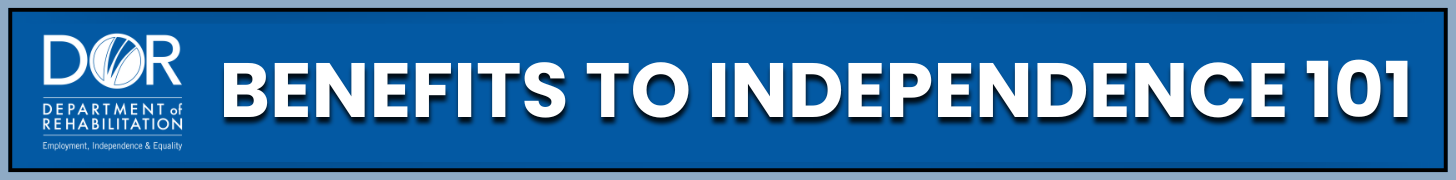 DOR
DEPARTMENT of
REHABILITATION
Employment, Independence & Equality
BENEFITS TO INDEPENDENCE 101